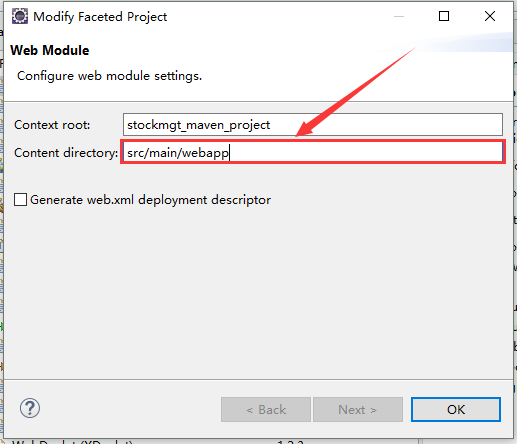 Modify Faceted Project
Web Module
Configure web module settings.
Context root: stockmgt_maven_project
Content directory: src/main/webapp
Generate web.xml deployment descriptor
?
< Back Next > OK